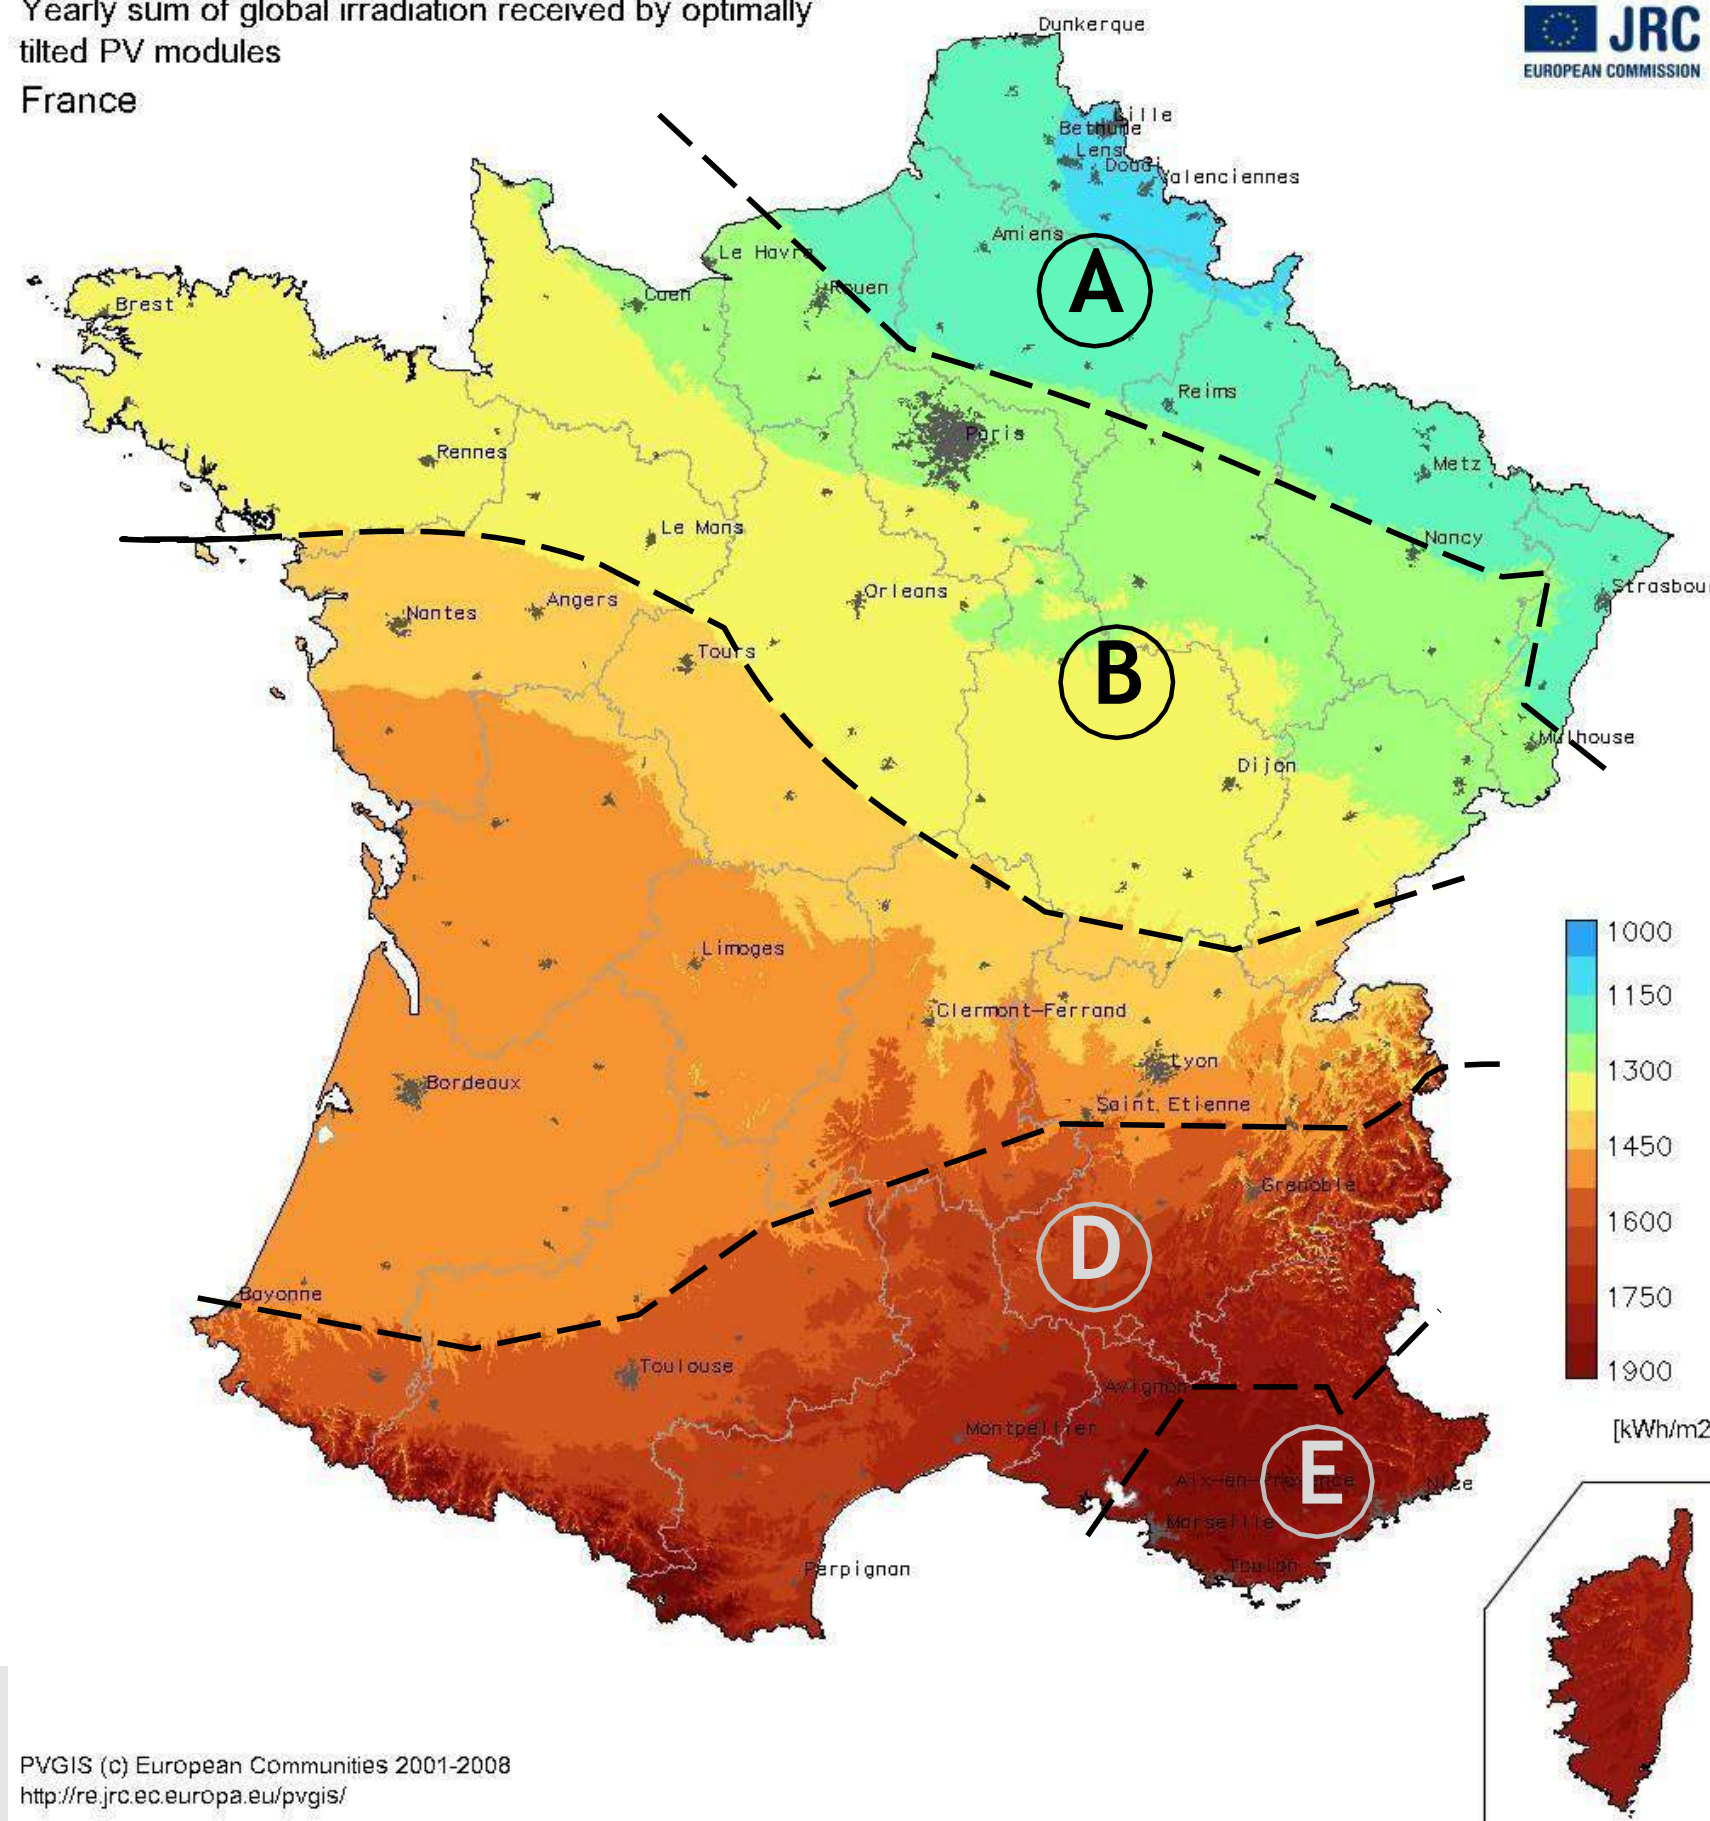 Yearly sum of global irradiation received by optimally
tilted PV modules
France
JRC
EUROPEAN COMMISSION
Dunkerque
Lille
Bethune
Lens
Douai
Valenciennes
Amiens
A
Le Havre
Rouen
Caen
Brest
Reims
Paris
Metz
Rennes
Le Mans
Nancy
Strasbour
Orleans
Angers
Nantes
Tours
B
Mulhouse
Dijon
Limoges
Clermont-Ferrand
Lyon
Bordeaux
Saint Etienne
Grenoble
D
Bayonne
Toulouse
Avignon
Montpellier
E
Aix-en-Provence
Nice
Marseille
Toulon
Perpignan
1000
1150
1300
1450
1600
1750
1900
[kWh/m2
PVGIS (c) European Communities 2001-2008
http://re.jrc.ec.europa.eu/pvgis/